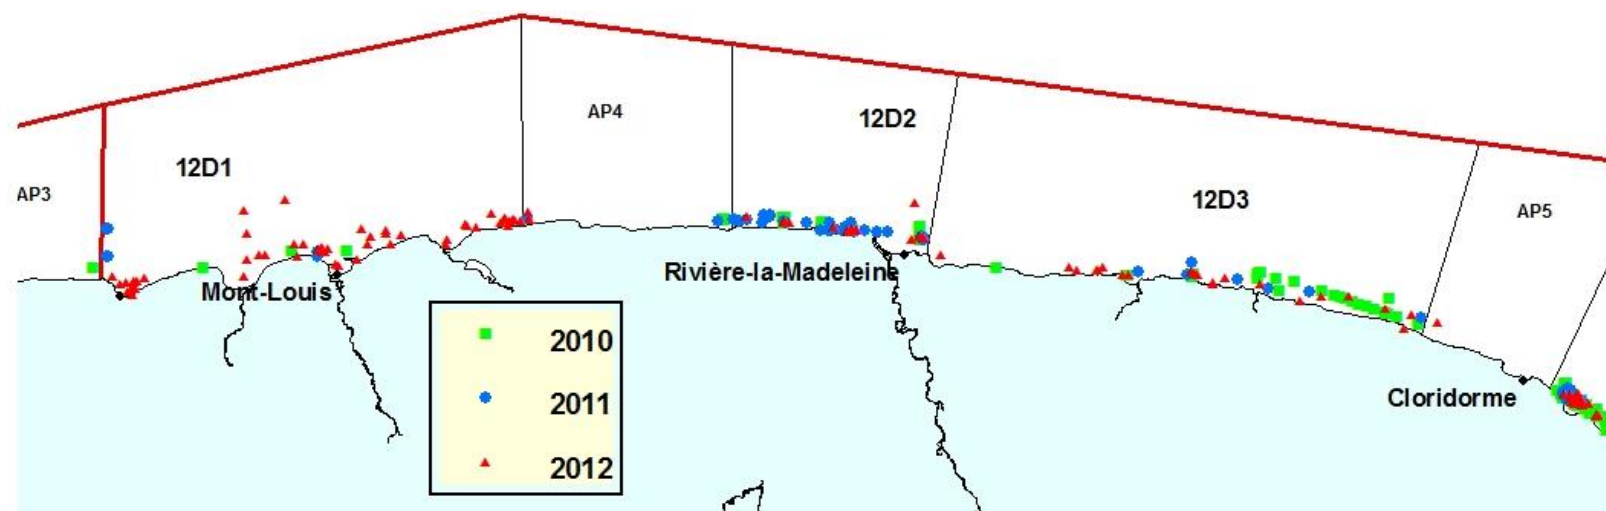 AP4
12D2
12D1
AP3
12D3
AP5
Rivière-la-Madeleine
Mont-Louis
2010
2011
Cloridorme
2012